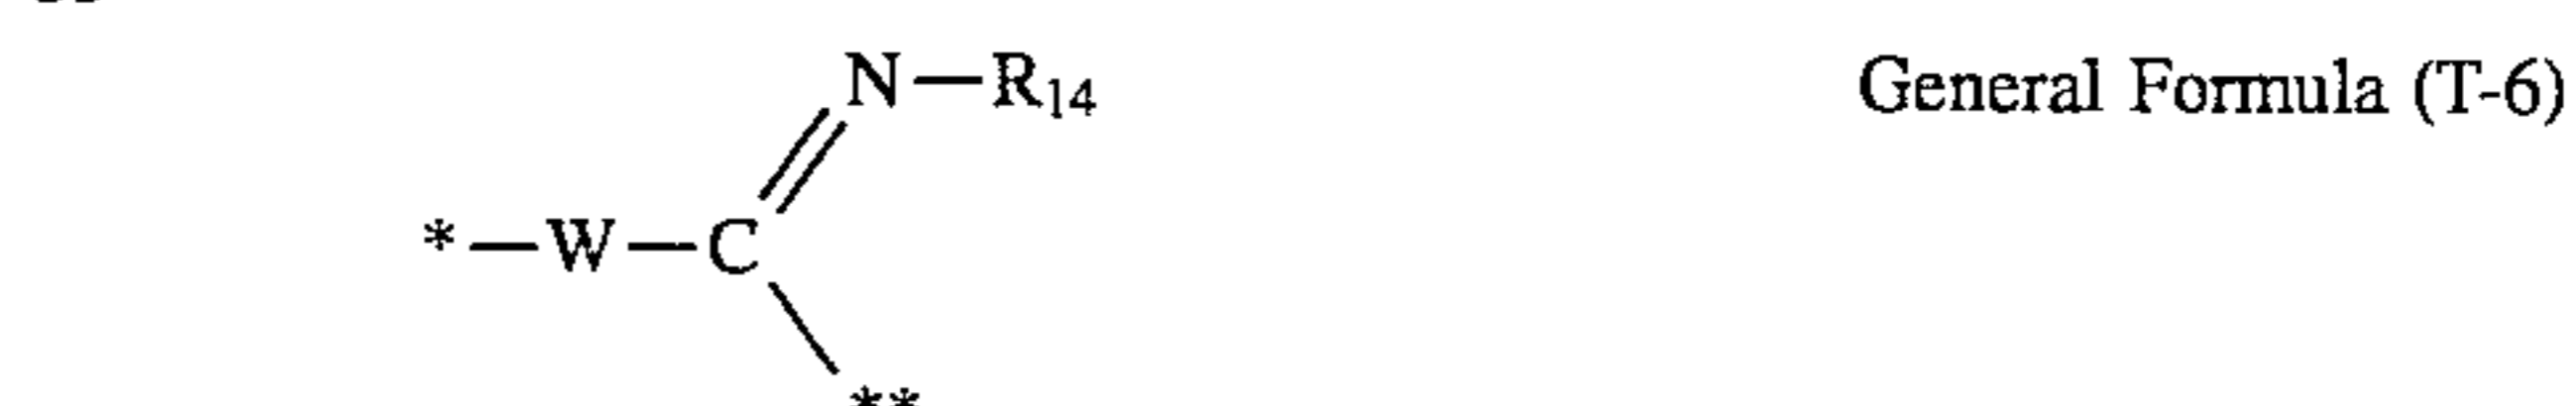 N—R14 General Formula (T-6)
*—W—C
**